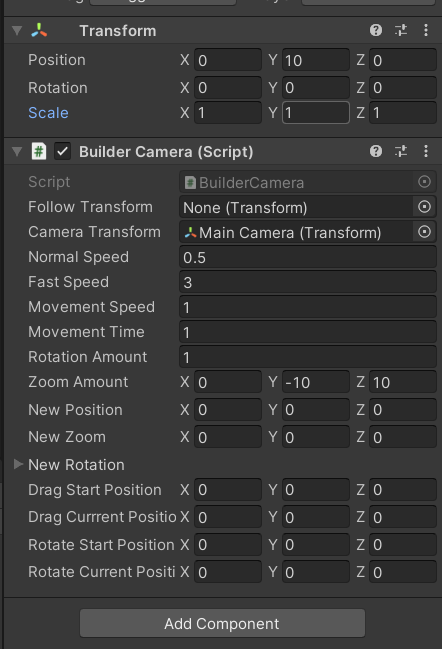 Transform
Position X 0 Y 10 Z 0
Rotation X 0 Y 0 Z 0
Scale X 1 Y 1 Z 1
# Builder Camera (Script)
Script # BuilderCamera
Follow Transform None (Transform)
Camera Transform Main Camera (Transform)
Normal Speed 0.5
Fast Speed 3
Movement Speed 1
Movement Time 1
Rotation Amount 1
Zoom Amount X 0 Y -10 Z 10
New Position X 0 Y 0 Z 0
New Zoom X 0 Y 0 Z 0
New Rotation
Drag Start Position X 0 Y 0 Z 0
Drag Currrent Positio X 0 Y 0 Z 0
Rotate Start Position X 0 Y 0 Z 0
Rotate Current Positi X 0 Y 0 Z 0
Add Component